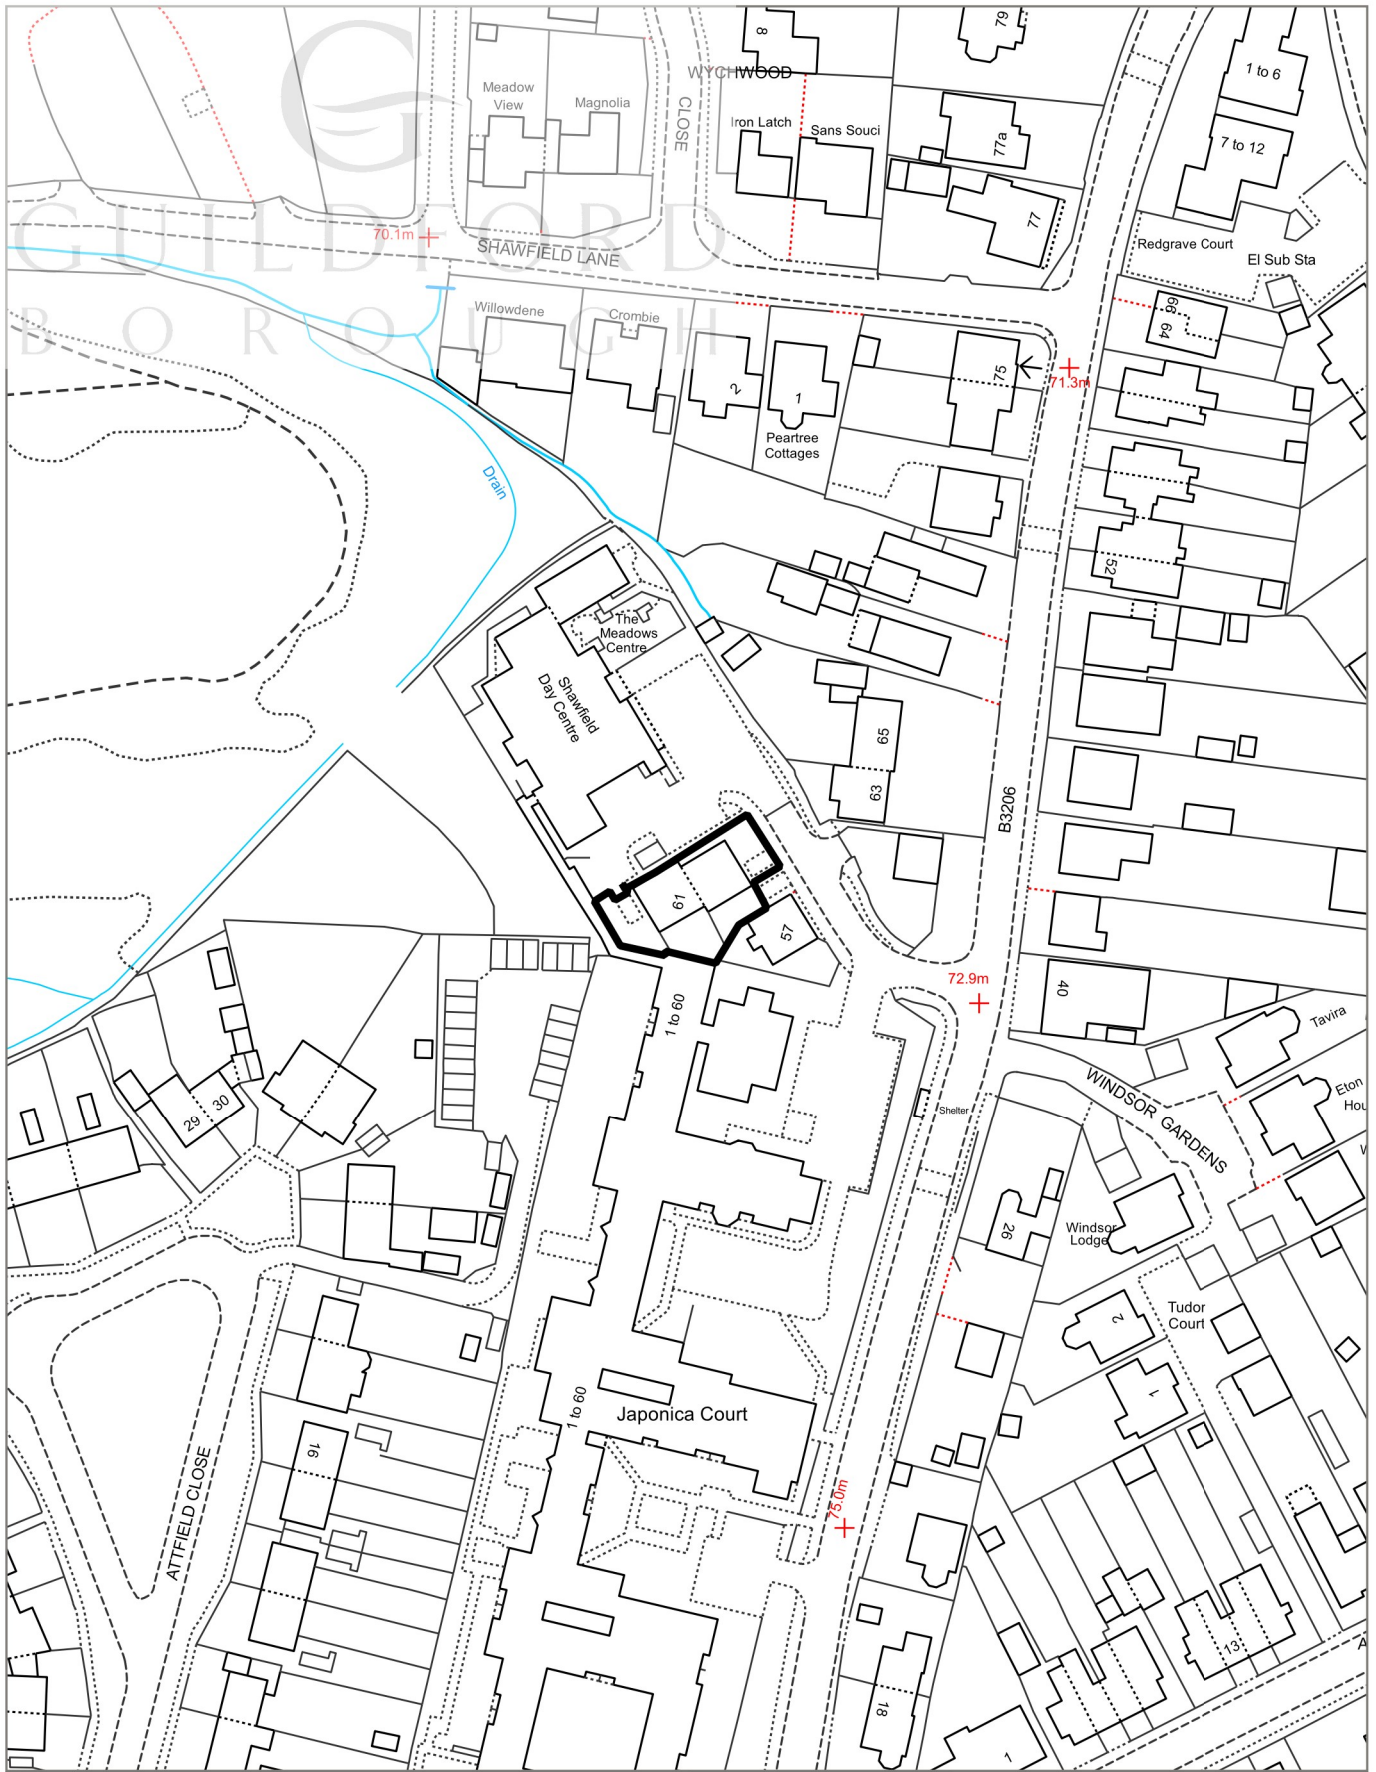 79
8
WYCHWOOD
1 to 6
Meadow
View
Magnolia
CLOSE
Iron Latch
Sans Souci
77a
7 to 12
GUILDFORD
BOROUGH
77
70.1m
SHAWFIELD LANE
Redgrave Court
El Sub Sta
Willowdene
Crombie
66
64
2
1
75
71.3m
Peartree
Cottages
Drain
52
The
Meadows
Centre
Shawfield
Day Centre
65
63
B3206
61
57
72.9m
40
1 to 60
Tavira
WINDSOR GARDENS
Eton
Hou
29
30
Shelter
26
Windsor
Lodge
Tudor
Court
2
1
1 to 60
Japonica Court
16
ATTFIELD CLOSE
75.0m
13
18
1